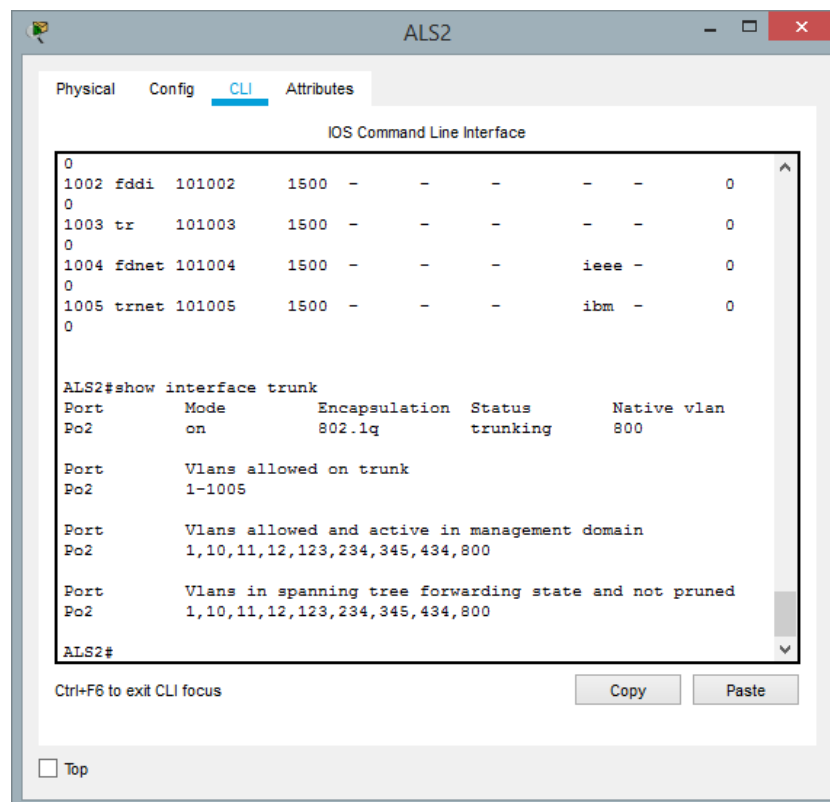 ALS2
Physical Config CLI Attributes
IOS Command Line Interface
0
1002 fddi  101002      1500  -      -      -        -    -        0
0
1003 tr    101003      1500  -      -      -        -    -        0
0
1004 fdnet 101004      1500  -      -      -        ieee -        0
0
1005 trnet 101005      1500  -      -      -        ibm  -        0
0
ALS2#show interface trunk
Port        Mode         Encapsulation  Status        Native vlan
Po2         on           802.1q         trunking      800
Port        Vlans allowed on trunk
Po2         1-1005
Port        Vlans allowed and active in management domain
Po2         1,10,11,12,123,234,345,434,800
Port        Vlans in spanning tree forwarding state and not pruned
Po2         1,10,11,12,123,234,345,434,800
ALS2#
Ctrl+F6 to exit CLI focus
Copy Paste
Top